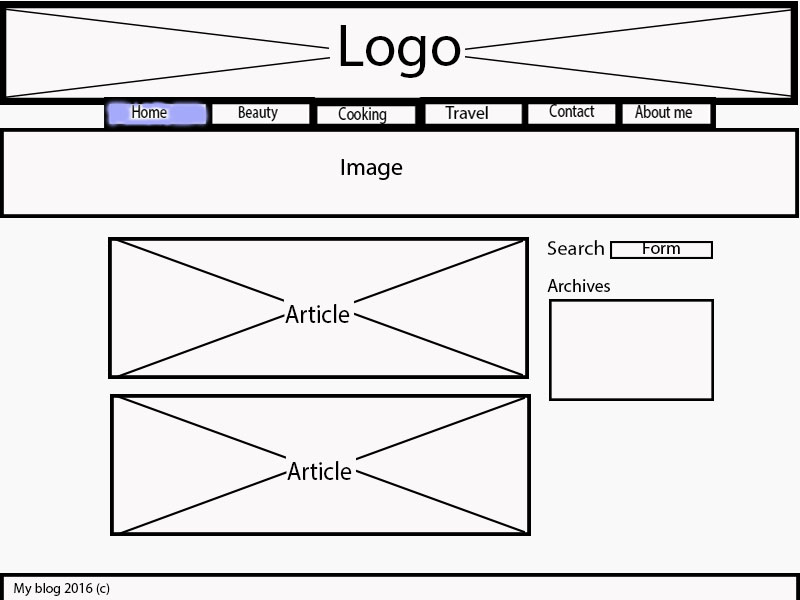 Logo
Home Beauty Cooking Travel Contact About me
Image
Search Form
Archives
Article
Article
My blog 2016 (c)